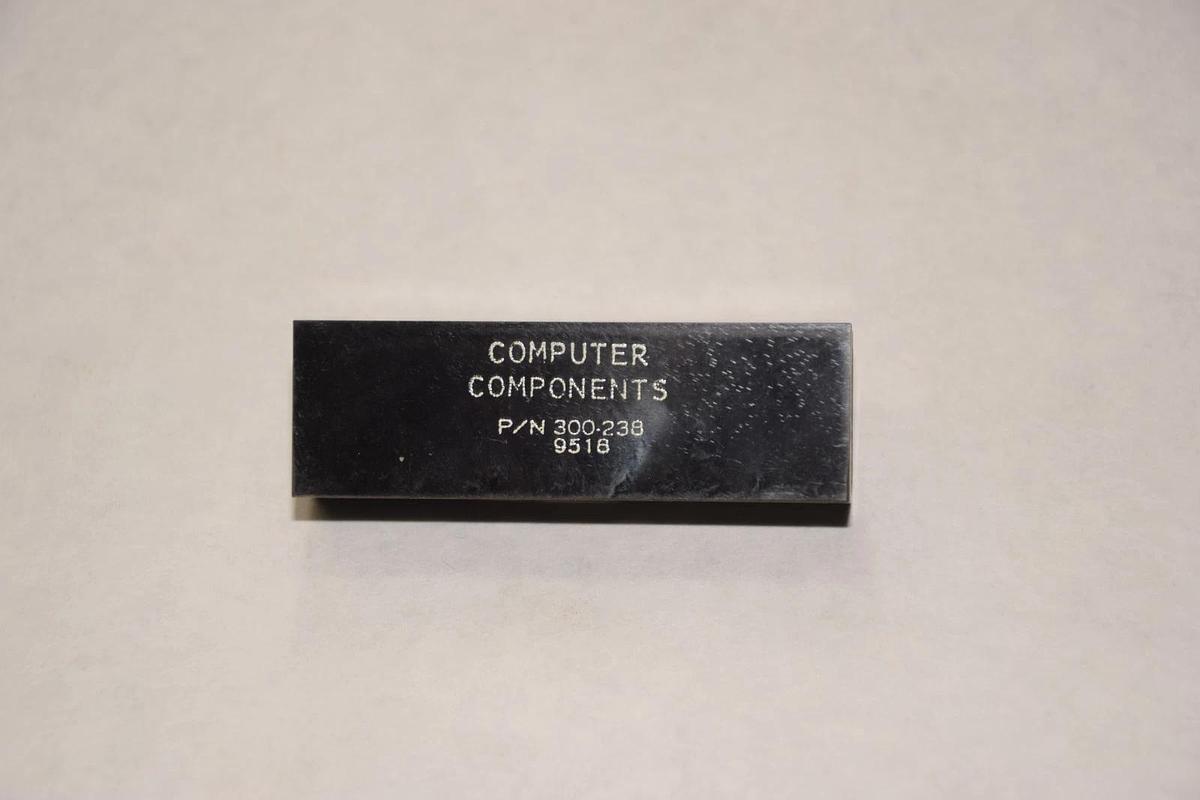 COMPUTER
COMPONENTS
P/N 300-238
9518